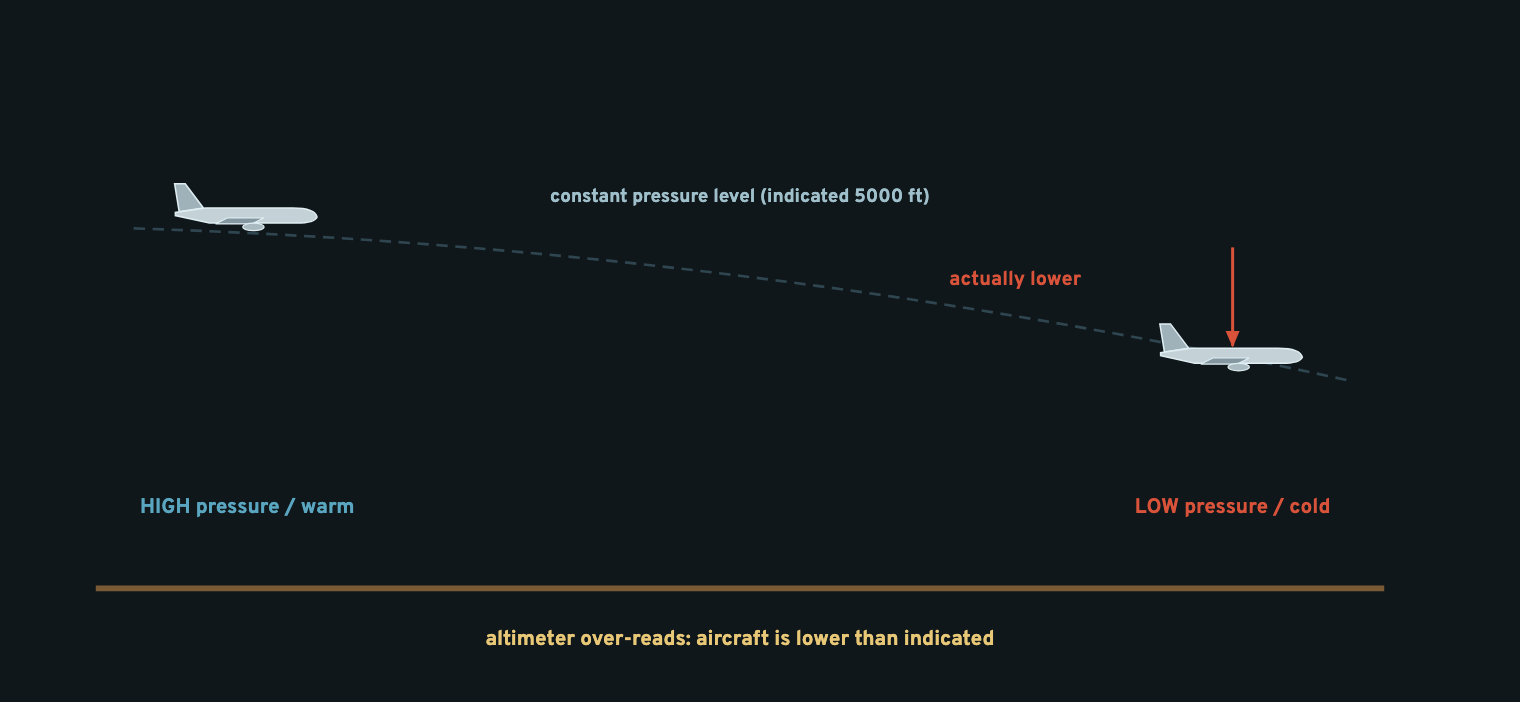 constant pressure level (indicated 5000 ft)
actually lower
HIGH pressure / warm
LOW pressure / cold
altimeter over-reads: aircraft is lower than indicated